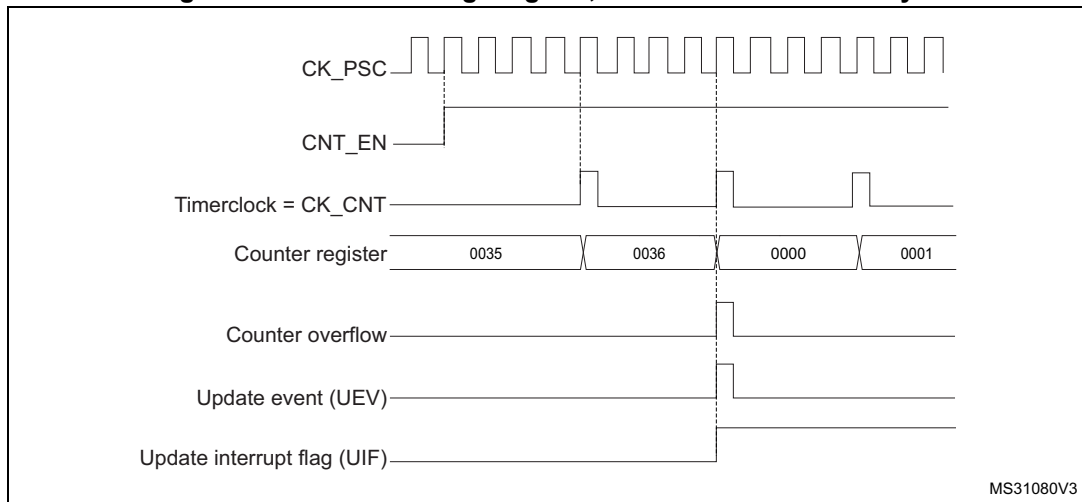 CK_PSC
CNT_EN
Timerclock = CK_CNT
Counter register 0035 0036 0000 0001
Counter overflow
Update event (UEV)
Update interrupt flag (UIF)
MS31080V3